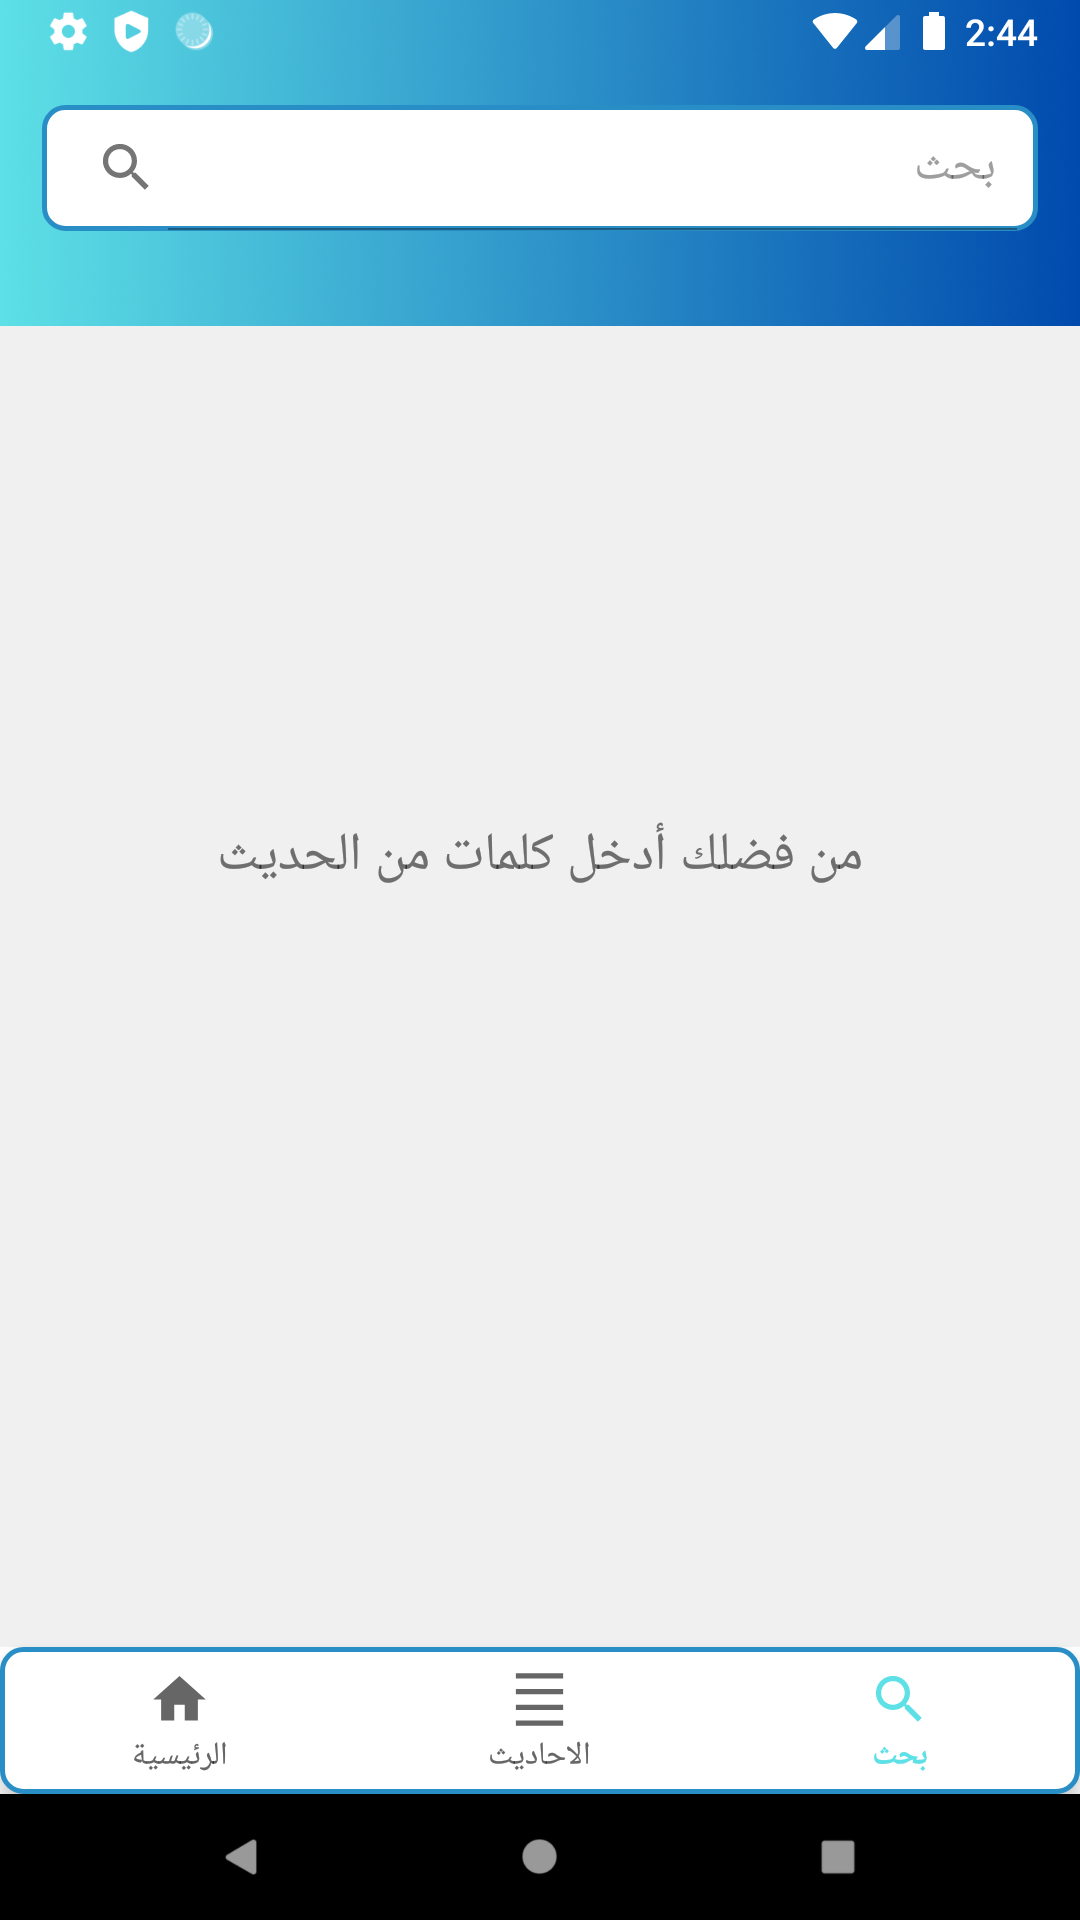 2:44
بحث
من فضلك أدخل كلمات من الحديث
الرئيسية
الاحاديث
بحث